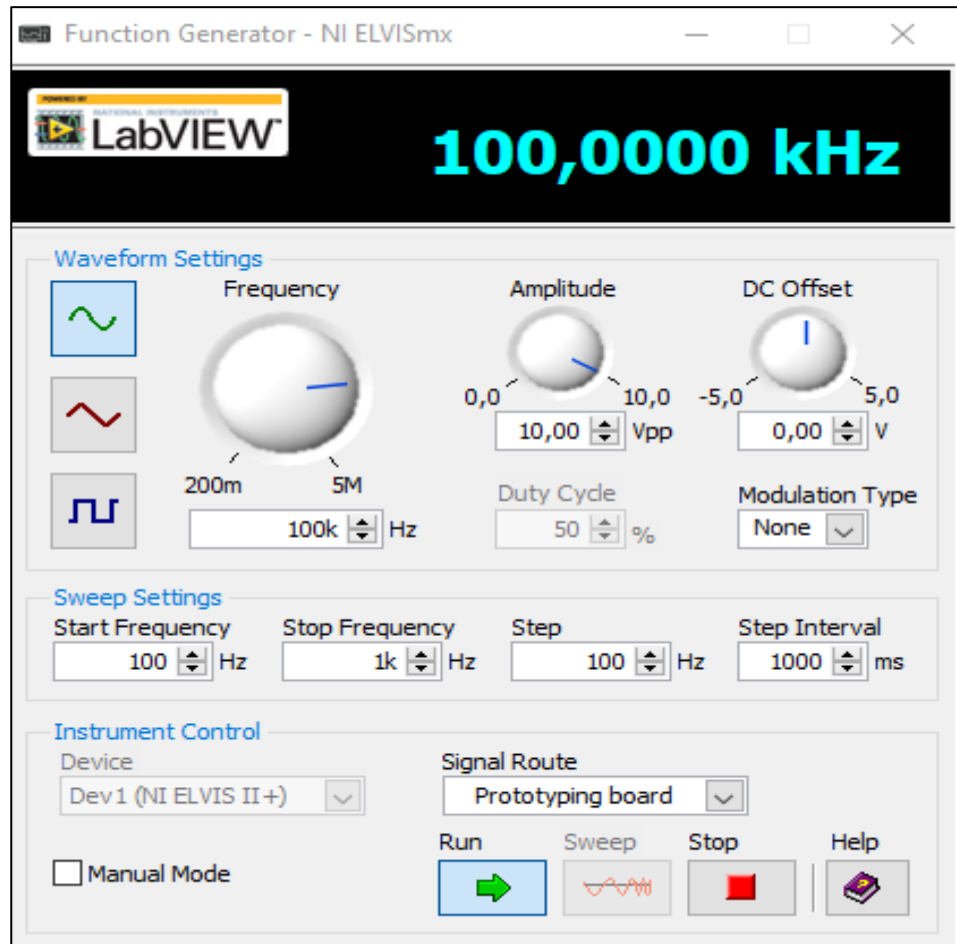 Function Generator - NI ELVISmx
POWERED BY
NATIONAL INSTRUMENTS
LabVIEW™
100,0000 kHz
Waveform Settings
Frequency
Amplitude
DC Offset
0,0 10,0
-5,0 5,0
200m 5M
10,00 Vpp
0,00 V
100k Hz
Duty Cycle
50 %
Modulation Type
None
Sweep Settings
Start Frequency Stop Frequency Step Step Interval
100 Hz 1k Hz 100 Hz 1000 ms
Instrument Control
Device
Signal Route
Dev1 (NI ELVIS II+)
Prototyping board
Run Sweep Stop Help
Manual Mode